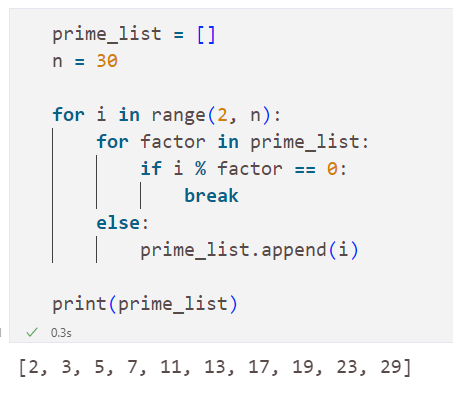 prime_list = []
n = 30
for i in range(2, n):
for factor in prime_list:
if i % factor == 0:
break
else:
prime_list.append(i)
print(prime_list)
0.3s
[2, 3, 5, 7, 11, 13, 17, 19, 23, 29]